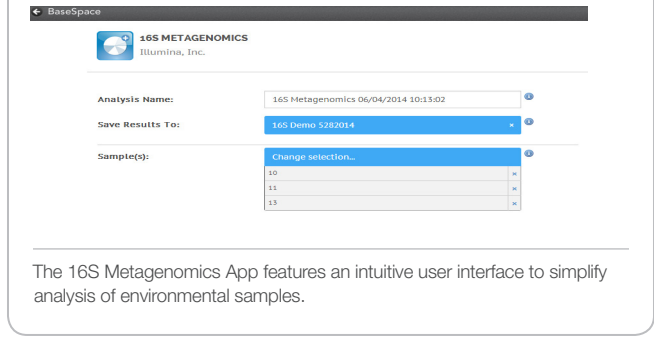 BaseSpace
16S METAGENOMICS
Illumina, Inc.
Analysis Name:
16S Metagenomics 06/04/2014 10:13:02
Save Results To:
16S Demo 5282014 ×
Sample(s):
Change selection...
10 ×
11 ×
13 ×
The 16S Metagenomics App features an intuitive user interface to simplify
analysis of environmental samples.